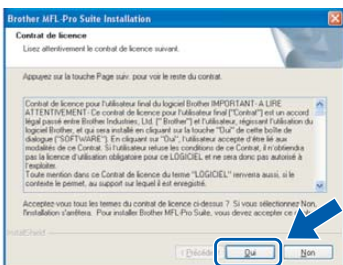 Brother MFL-Pro Suite Installation
Contrat de licence
Lisez attentivement le contrat de licence suivant.
Appuyez sur la touche Page suiv. pour voir le reste du contrat.
Contrat de licence pour l'utilisateur final du logiciel Brother IMPORTANT- A LIRE
ATTENTIVEMENT- Ce contrat de licence pour l'utilisateur final ("Contrat") est un accord
légal passé entre Brother Industries, Ltd. (" Brother") et l'utilisateur, régissant l'utilisation du
logiciel Brother, et qui sera installé en cliquant sur la touche "Oui" de cette boîte de
dialogue ("SOFTWARE"). En cliquant sur "Oui", l'utilisateur accepte d'être lié aux
modalités de ce Contrat. Si l'utilisateur refuse les conditions de ce Contrat, il n'obtiendra
pas la licence d'utilisation obligatoire pour ce LOGICIEL et ne sera donc pas autorisé à
l'exploiter.
Toute mention dans ce Contrat de licence du terme "LOGICIEL" renverra aussi, si le
contexte le permet, au support sur lequel il est enregistré.
Acceptez-vous tous les termes du contrat de licence ci-dessus ? Si vous sélectionnez Non,
l'installation s'arrêtera. Pour installer Brother MFL-Pro Suite, vous devez accepter ce
InstallShield
Oui
Non